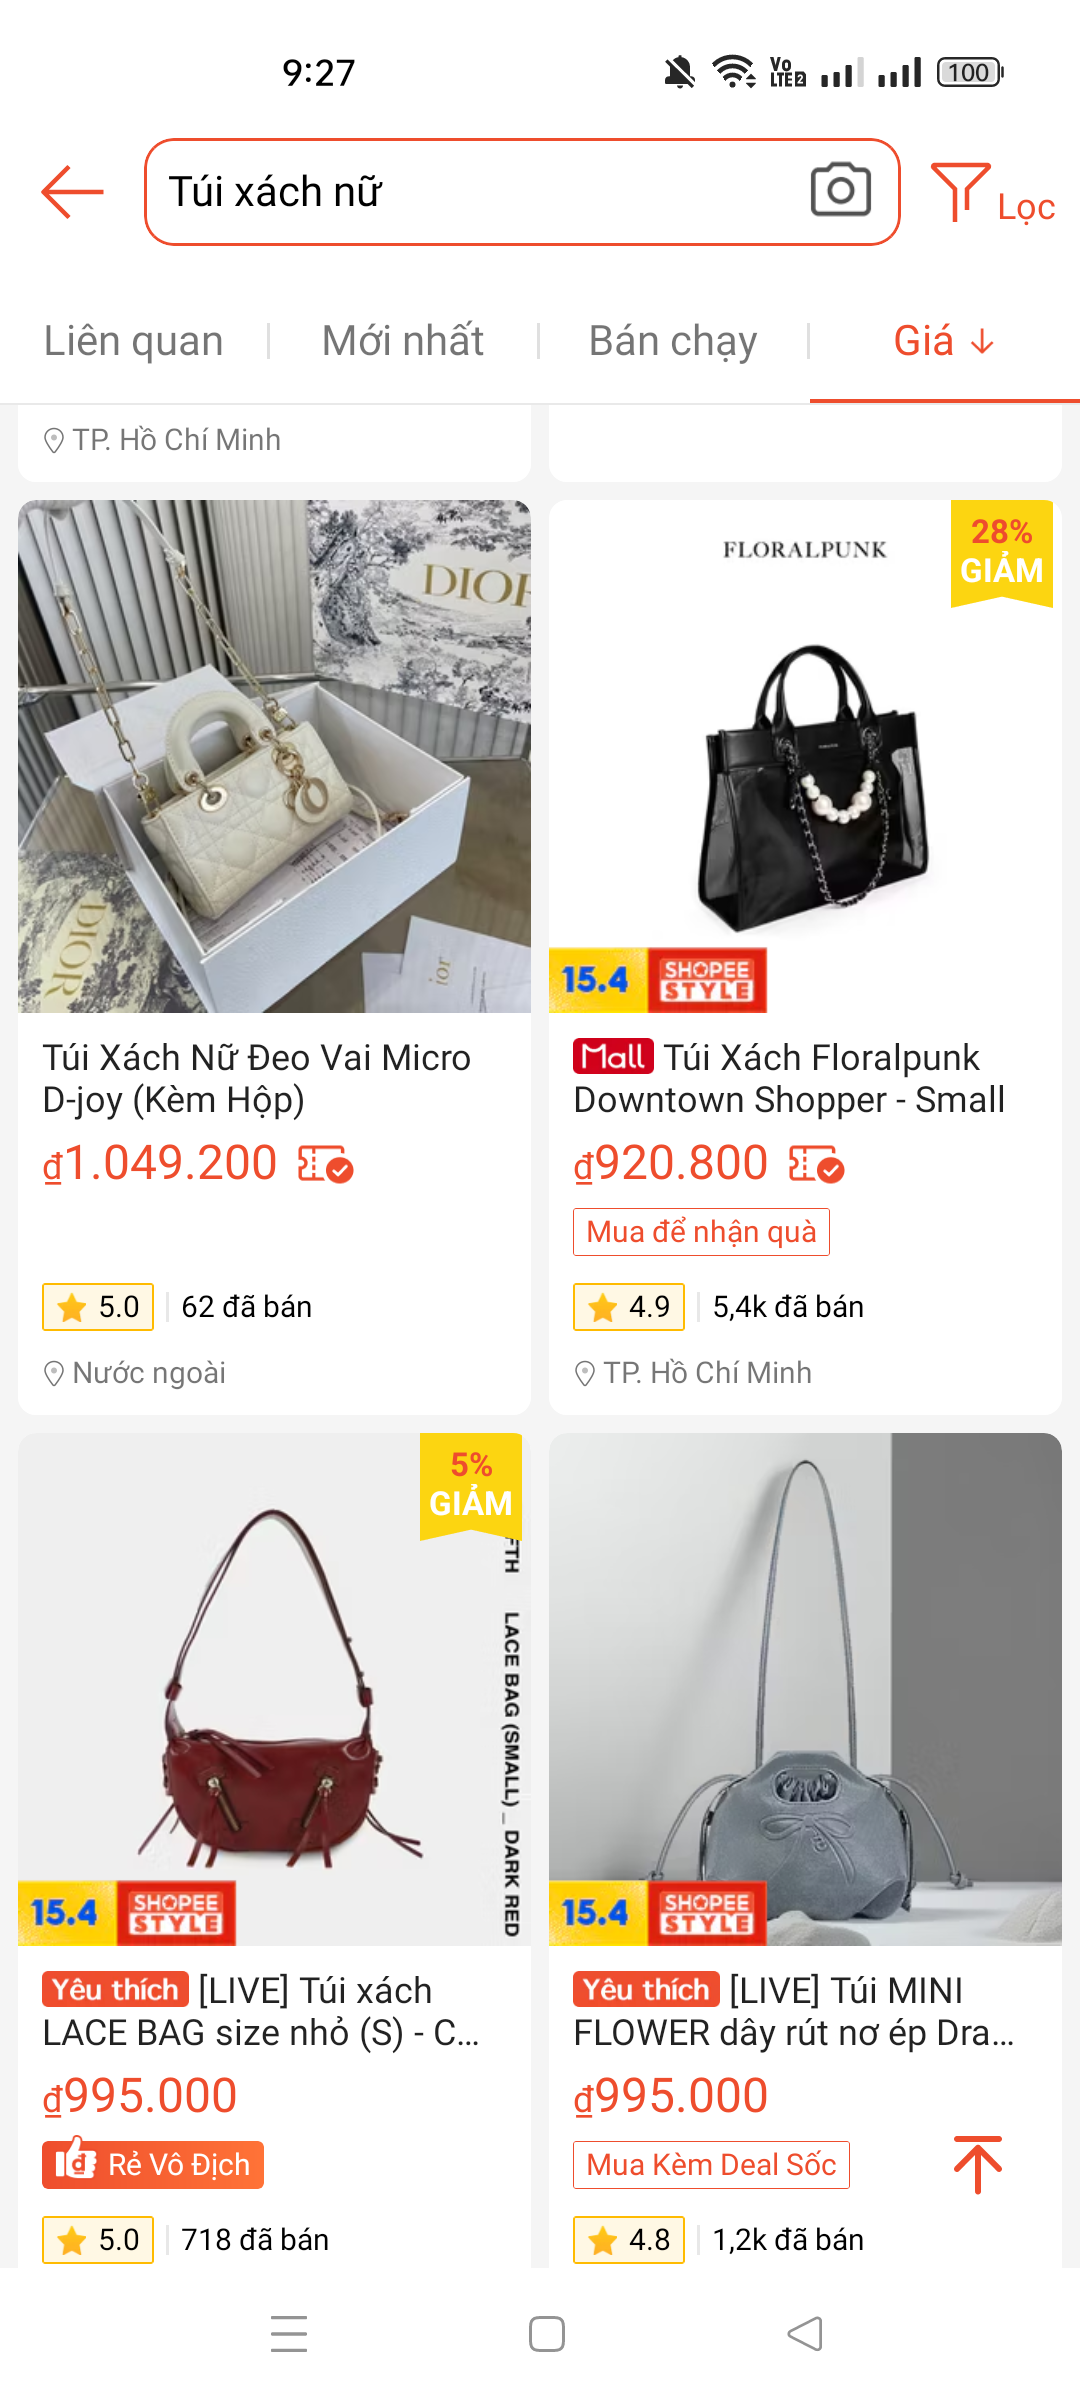 9:27
Vo
LTE2
100
Túi xách nữ
Lọc
Liên quan
Mới nhất
Bán chạy
Giá ↓
TP. Hồ Chí Minh
DIOR
DIOR
ior
Túi Xách Nữ Đeo Vai Micro
D-joy (Kèm Hộp)
₫1.049.200
5.0
62 đã bán
Nước ngoài
FLORALPUNK
28%
GIẢM
15.4
SHOPEE
STYLE
Mall Túi Xách Floralpunk
Downtown Shopper - Small
₫920.800
Mua để nhận quà
4.9
5,4k đã bán
TP. Hồ Chí Minh
5%
GIẢM
FTH
LACE BAG (SMALL) _ DARK RED
15.4
SHOPEE
STYLE
Yêu thích [LIVE] Túi xách
LACE BAG size nhỏ (S) - C...
₫995.000
Rẻ Vô Địch
5.0
718 đã bán
15.4
SHOPEE
STYLE
Yêu thích [LIVE] Túi MINI
FLOWER dây rút nơ ép Dra...
₫995.000
Mua Kèm Deal Sốc
4.8
1,2k đã bán